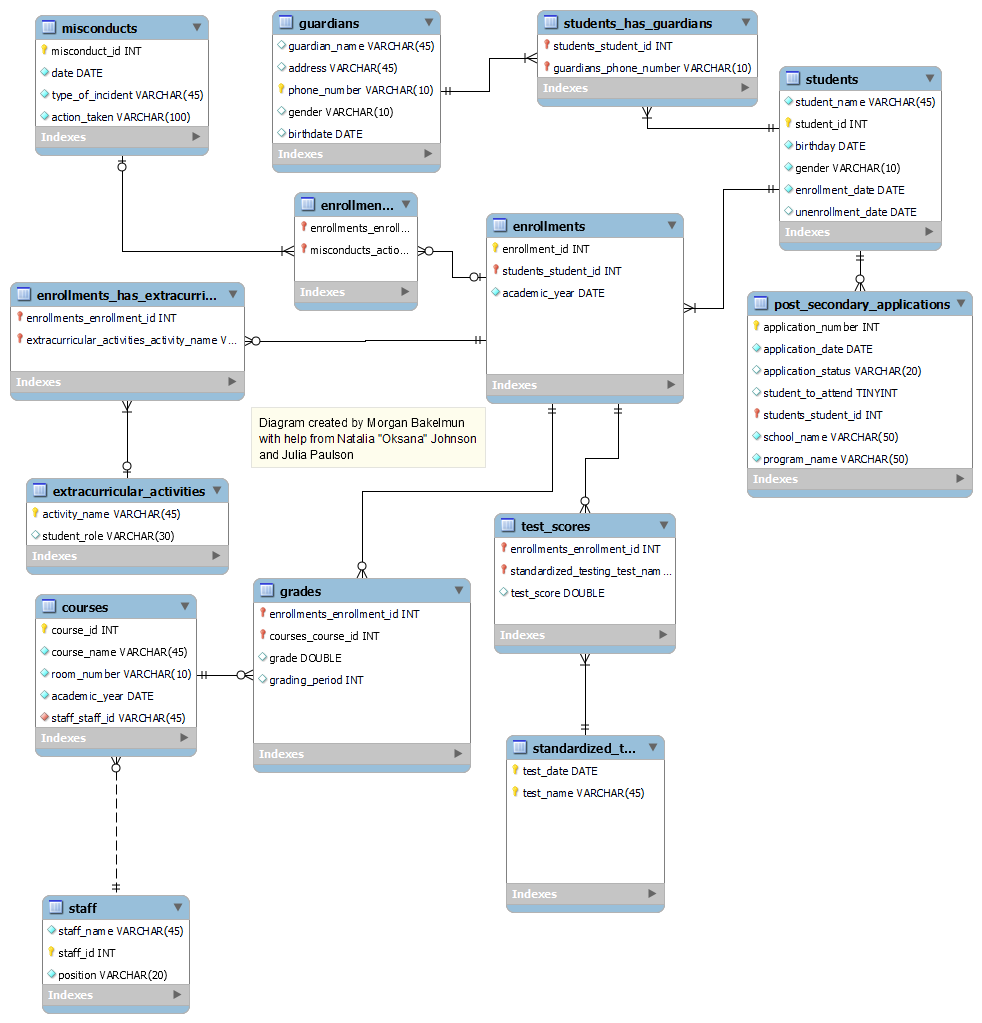 misconducts
misconduct_id INT
date DATE
type_of_incident VARCHAR(45)
action_taken VARCHAR(100)
Indexes
guardians
guardian_name VARCHAR(45)
address VARCHAR(45)
phone_number VARCHAR(10)
gender VARCHAR(10)
birthdate DATE
Indexes
students_has_guardians
students_student_id INT
guardians_phone_number VARCHAR(10)
Indexes
students
student_name VARCHAR(45)
student_id INT
birthday DATE
gender VARCHAR(10)
enrollment_date DATE
unenrollment_date DATE
Indexes
enrollmen...
enrollments_enroll...
misconducts_actio...
Indexes
enrollments
enrollment_id INT
students_student_id INT
academic_year DATE
Indexes
enrollments_has_extracurri...
enrollments_enrollment_id INT
extracurricular_activities_activity_name V...
Indexes
post_secondary_applications
application_number INT
application_date DATE
application_status VARCHAR(20)
student_to_attend TINYINT
students_student_id INT
school_name VARCHAR(50)
program_name VARCHAR(50)
Indexes
Diagram created by Morgan Bakelmun
with help from Natalia "Oksana" Johnson
and Julia Paulson
extracurricular_activities
activity_name VARCHAR(45)
student_role VARCHAR(30)
Indexes
test_scores
enrollments_enrollment_id INT
standardized_testing_test_nam...
test_score DOUBLE
Indexes
grades
enrollments_enrollment_id INT
courses_course_id INT
grade DOUBLE
grading_period INT
Indexes
courses
course_id INT
course_name VARCHAR(45)
room_number VARCHAR(10)
academic_year DATE
staff_staff_id VARCHAR(45)
Indexes
standardized_t...
test_date DATE
test_name VARCHAR(45)
Indexes
staff
staff_name VARCHAR(45)
staff_id INT
position VARCHAR(20)
Indexes